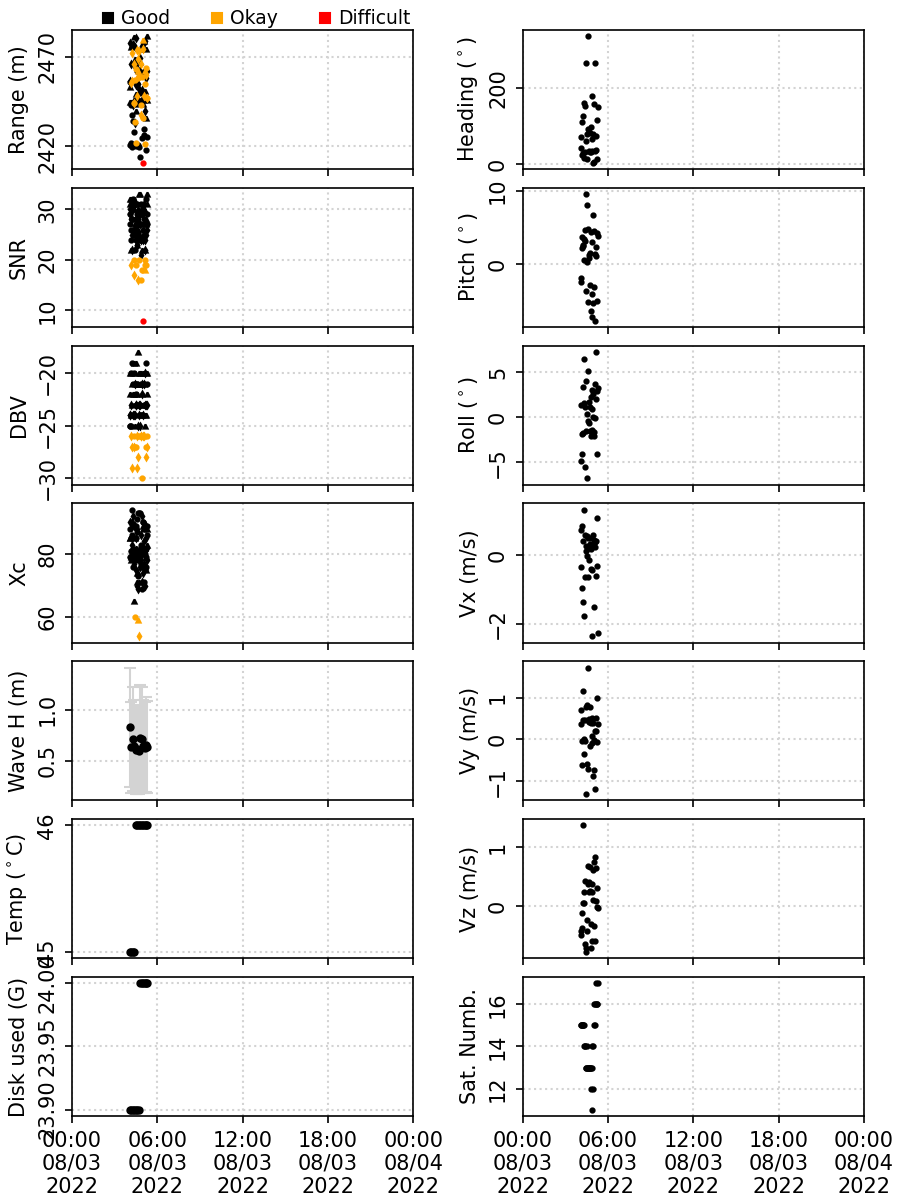 Good Okay Difficult
Range (m)
2470
2420
Heading (°)
200
0
SNR
30
20
10
Pitch (°)
10
0
DBV
−20
−25
−30
Roll (°)
5
0
−5
Xc
80
60
Vx (m/s)
0
−2
Wave H (m)
1.0
0.5
Vy (m/s)
1
0
−1
Temp (°C)
46
45
Vz (m/s)
1
0
Disk used (G)
24.00
23.95
23.90
Sat. Numb.
16
14
12
00:00 06:00 12:00 18:00 00:00 00:00 06:00 12:00 18:00 00:00
08/03 08/03 08/03 08/03 08/04 08/03 08/03 08/03 08/03 08/04
2022 2022 2022 2022 2022 2022 2022 2022 2022 2022